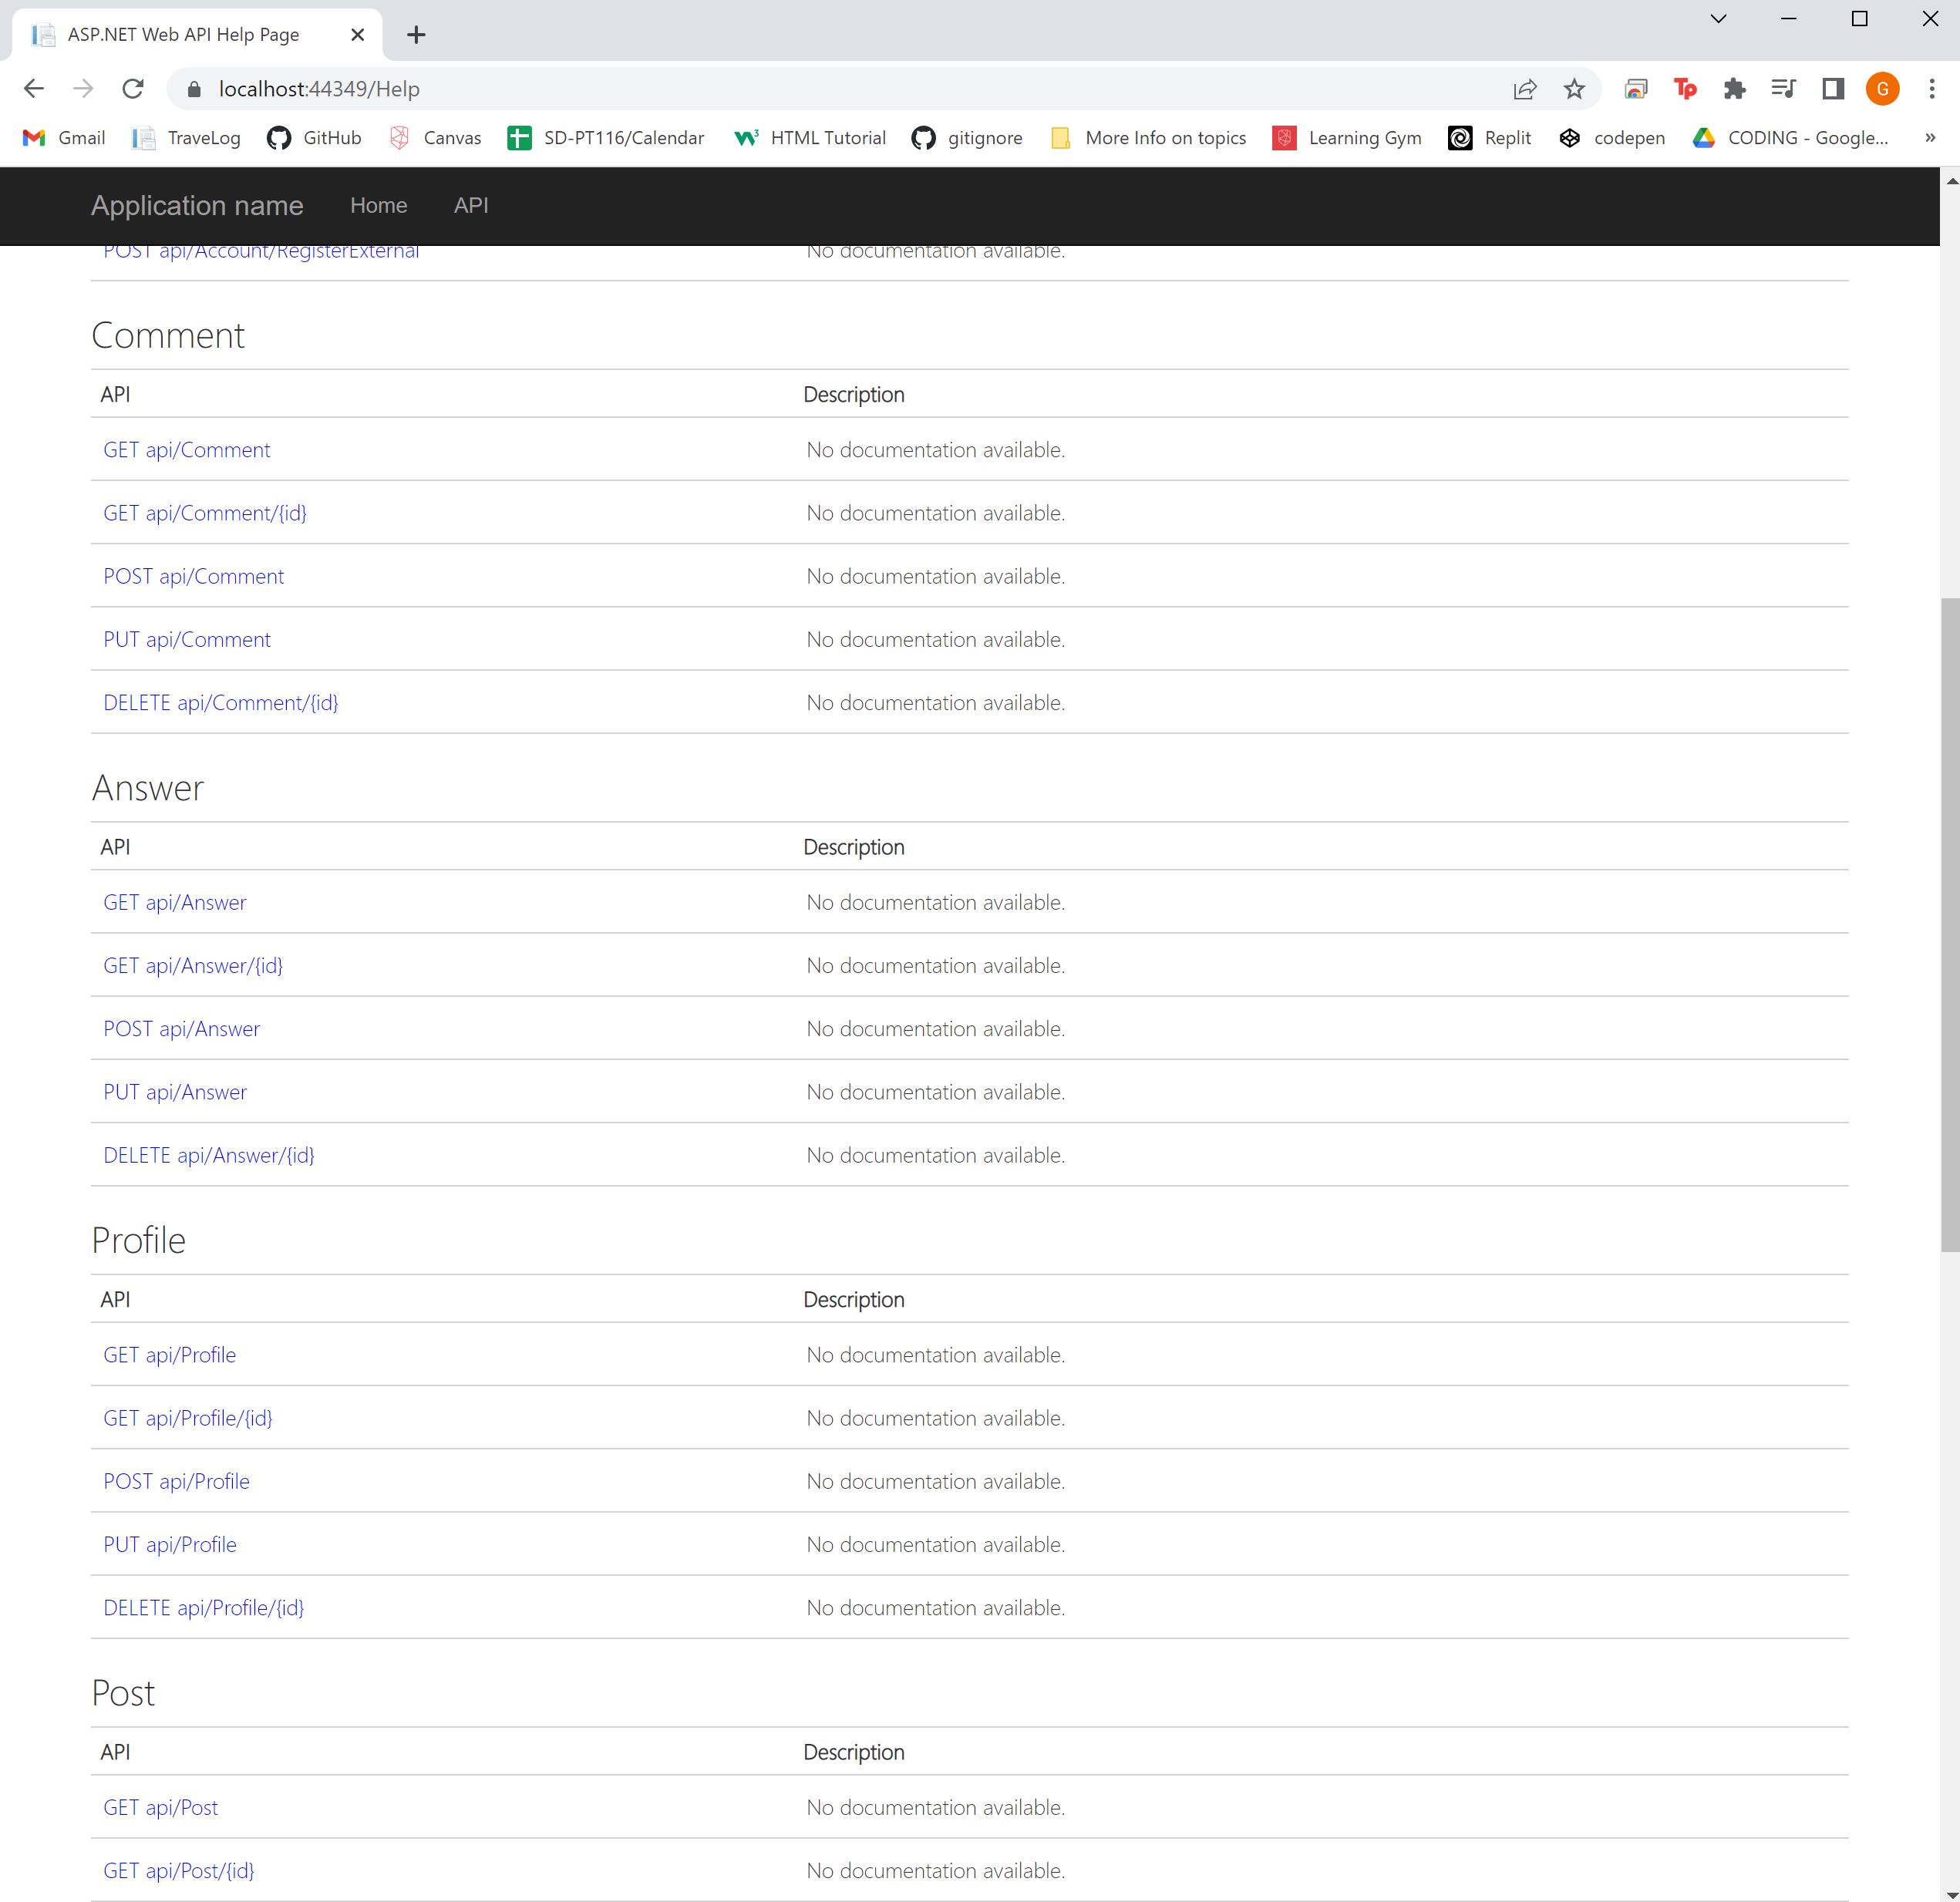 ASP.NET Web API Help Page
localhost:44349/Help
Tp
G
Gmail TraveLog GitHub Canvas SD-PT116/Calendar W3 HTML Tutorial gitignore More Info on topics Learning Gym Replit codepen CODING - Google... »
Application name Home API
POST api/Account/RegisterExternal No documentation available.
Comment
API Description
GET api/Comment No documentation available.
GET api/Comment/{id} No documentation available.
POST api/Comment No documentation available.
PUT api/Comment No documentation available.
DELETE api/Comment/{id} No documentation available.
Answer
API Description
GET api/Answer No documentation available.
GET api/Answer/{id} No documentation available.
POST api/Answer No documentation available.
PUT api/Answer No documentation available.
DELETE api/Answer/{id} No documentation available.
Profile
API Description
GET api/Profile No documentation available.
GET api/Profile/{id} No documentation available.
POST api/Profile No documentation available.
PUT api/Profile No documentation available.
DELETE api/Profile/{id} No documentation available.
Post
API Description
GET api/Post No documentation available.
GET api/Post/{id} No documentation available.